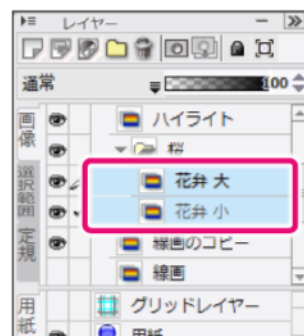 レイヤー
通常 100
画像
選択範囲
定規
用紙
ハイライト
桜
花弁 大
花弁 小
線画のコピー
線画
グリッドレイヤー
用紙